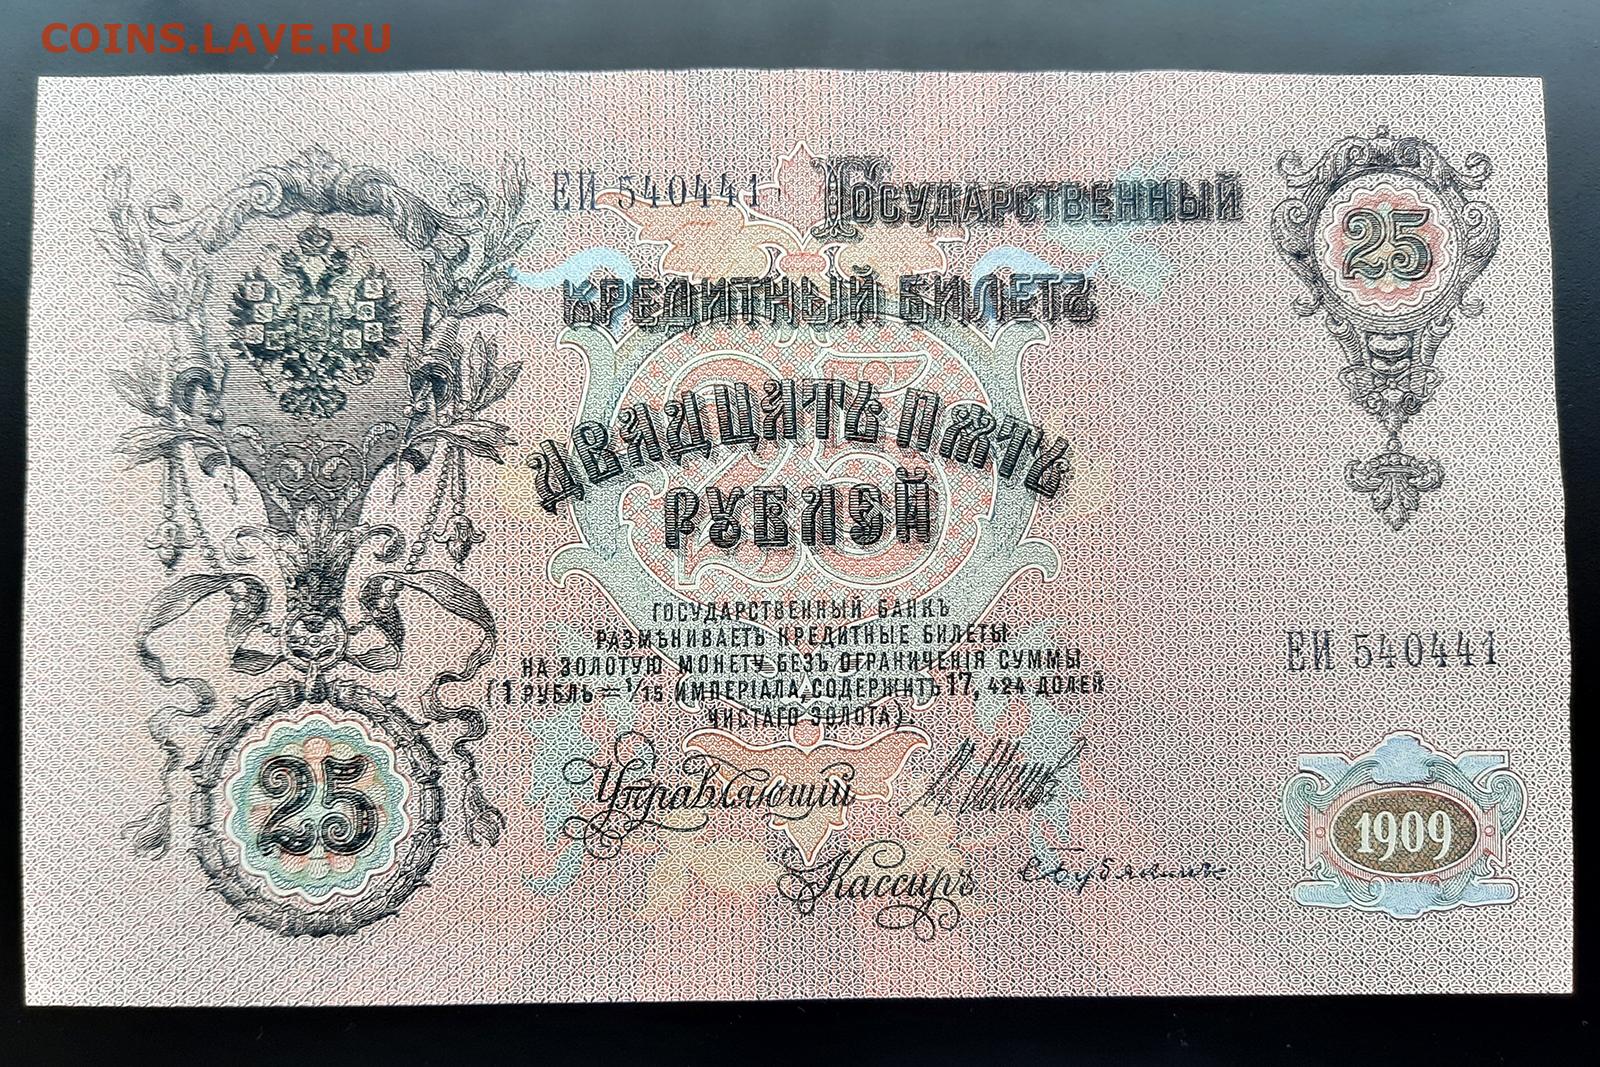 COINS.LAVE.RU
ЕИ 540441
Государственный
25
Кредитный Билетъ
25
Двадцать пять
рублей
Государственный Банкъ
размѣниваетъ кредитные билеты
на золотую монету безъ ограниченія суммы
(1 рубль = 1/15 имперіала, содержитъ 17,424 долей
чистаго золота).
ЕИ 540441
25
Управляющій
Кассиръ
1909